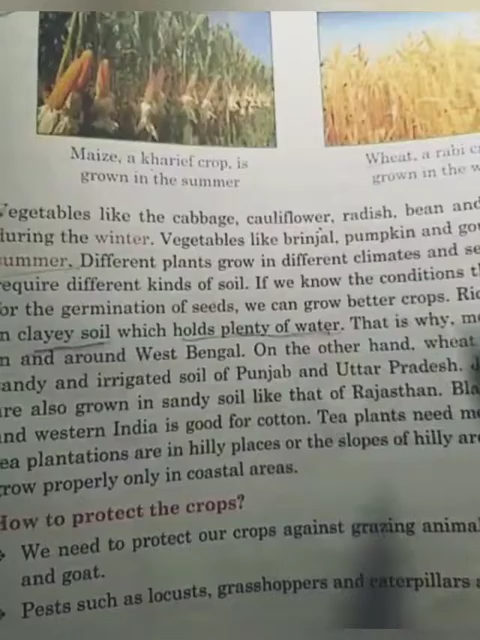 Maize, a kharief crop, is
grown in the summer
Wheat, a rabi
grown in the
Vegetables like the cabbage, cauliflower, radish, bean and
during the winter. Vegetables like brinjal, pumpkin and
summer. Different plants grow in different climates and
require different kinds of soil. If we know the conditions
for the germination of seeds, we can grow better crops.
in clayey soil which holds plenty of water. That is why,
in and around West Bengal. On the other hand, wheat
sandy and irrigated soil of Punjab and Uttar Pradesh.
are also grown in sandy soil like that of Rajasthan.
and western India is good for cotton. Tea plants need
tea plantations are in hilly places or the slopes of hilly
grow properly only in coastal areas.
How to protect the crops?
We need to protect our crops against grazing
and goat.
Pests such as locusts, grasshoppers and caterpillars